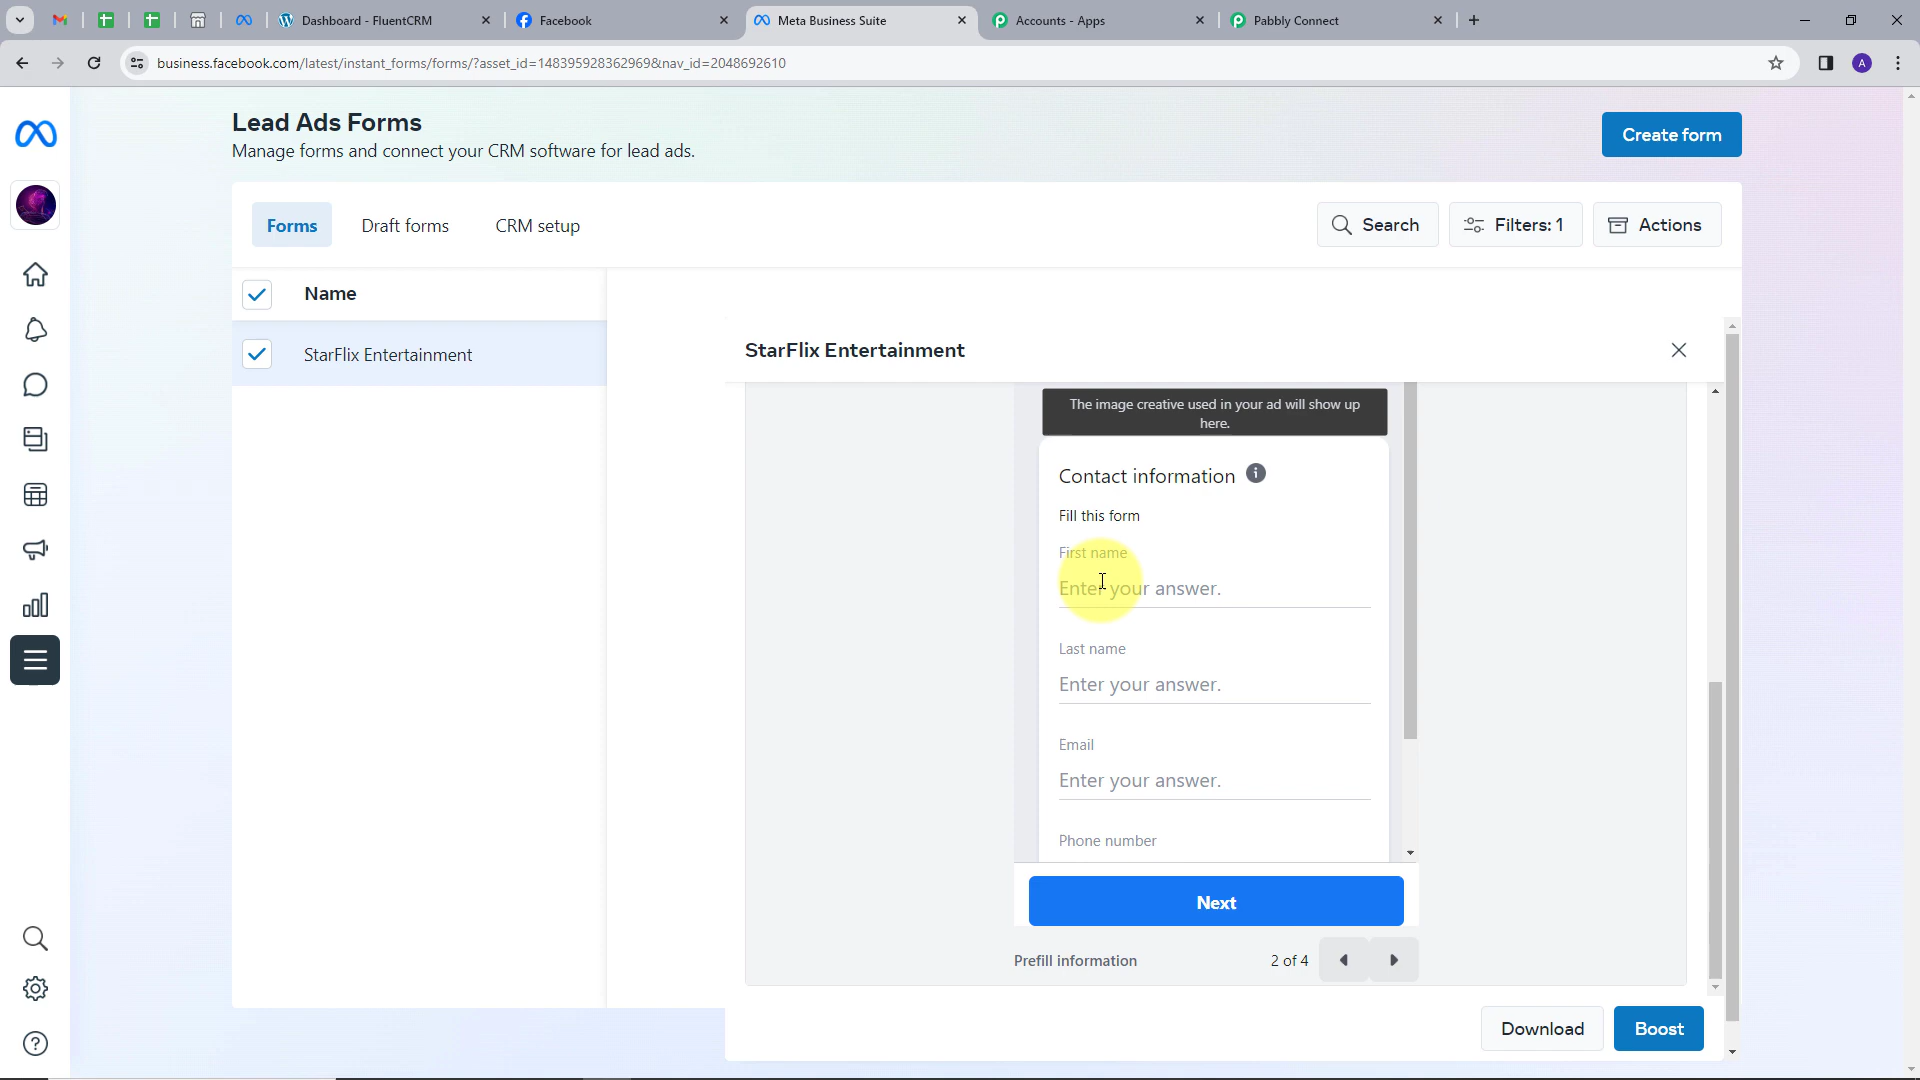 Dashboard - FluentCRM
Facebook
Meta Business Suite
Accounts - Apps
Pabbly Connect
business.facebook.com/latest/instant_forms/forms/?asset_id=148395928362969&nav_id=2048692610
A
Lead Ads Forms
Manage forms and connect your CRM software for lead ads.
Create form
Forms
Draft forms
CRM setup
Search
Filters: 1
Actions
Name
StarFlix Entertainment
StarFlix Entertainment
The image creative used in your ad will show up
here.
Contact information
Fill this form
First name
Enter your answer.
Last name
Enter your answer.
Email
Enter your answer.
Phone number
Next
Prefill information
2 of 4
Download
Boost